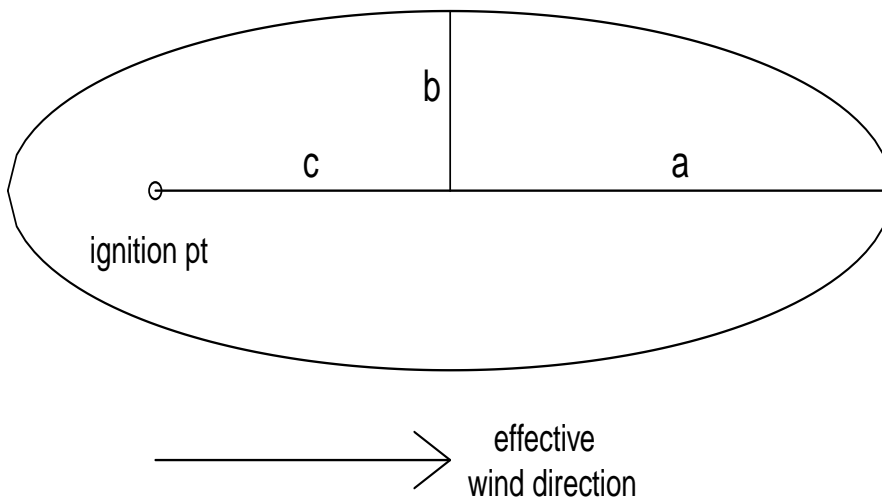 b
c
a
ignition pt
effective
wind direction